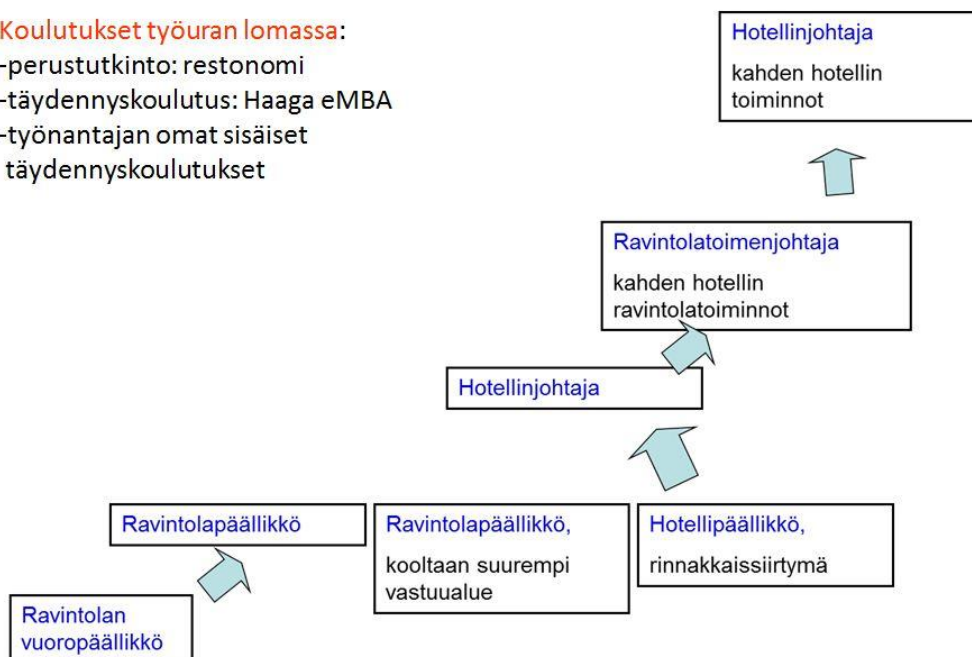 Koulutukset työuran lomassa:
-perustutkinto: restonomi
-täydennyskoulutus: Haaga eMBA
-työnantajan omat sisäiset
täydennyskoulutukset
Hotellinjohtaja
kahden hotellin
toiminnot
Ravintolatoimenjohtaja
kahden hotellin
ravintolatoiminnot
Hotellinjohtaja
Ravintolapäällikkö
Ravintolapäällikkö,
kooltaan suurempi
vastuualue
Hotellipäällikkö,
rinnakkaissiirtymä
Ravintolan
vuoropäällikkö